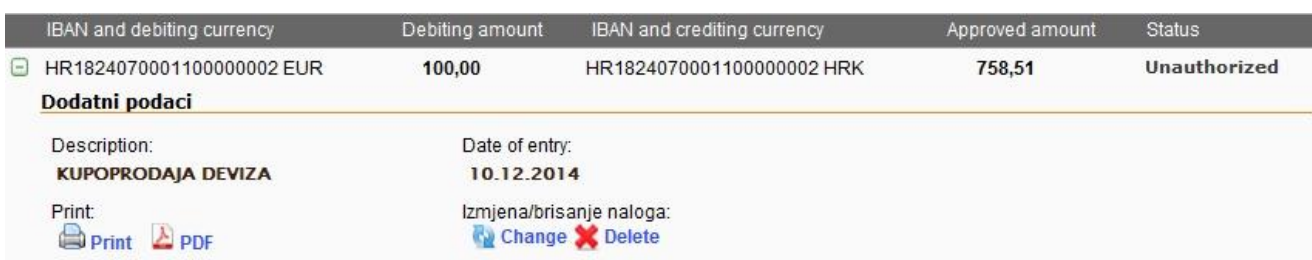 IBAN and debiting currency Debiting amount IBAN and crediting currency Approved amount Status
HR1824070001100000002 EUR 100,00 HR1824070001100000002 HRK 758,51 Unauthorized
Dodatni podaci
Description: Date of entry:
KUPOPRODAJA DEVIZA 10.12.2014
Print: Izmjena/brisanje naloga:
Print PDF Change Delete